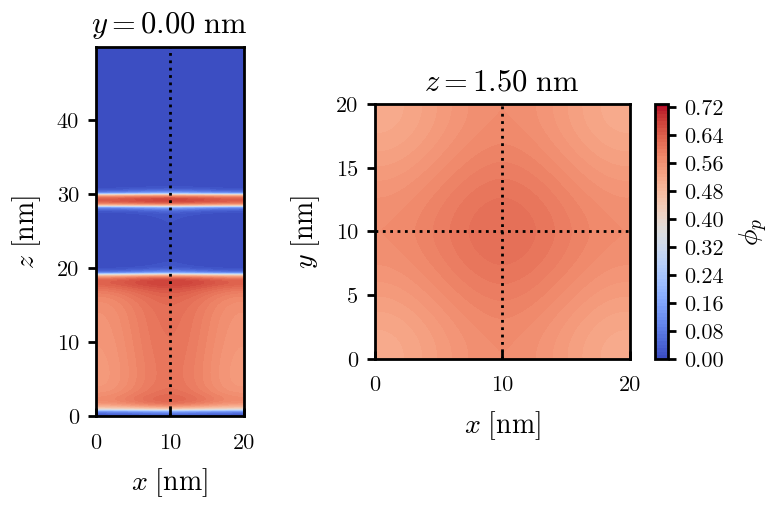 y = 0.00 nm
z [nm]
40
30
20
10
0
0 10 20
x [nm]
z = 1.50 nm
y [nm]
20
15
10
5
0
0 10 20
x [nm]
0.72
0.64
0.56
0.48
0.40
0.32
0.24
0.16
0.08
0.00
ϕₚ